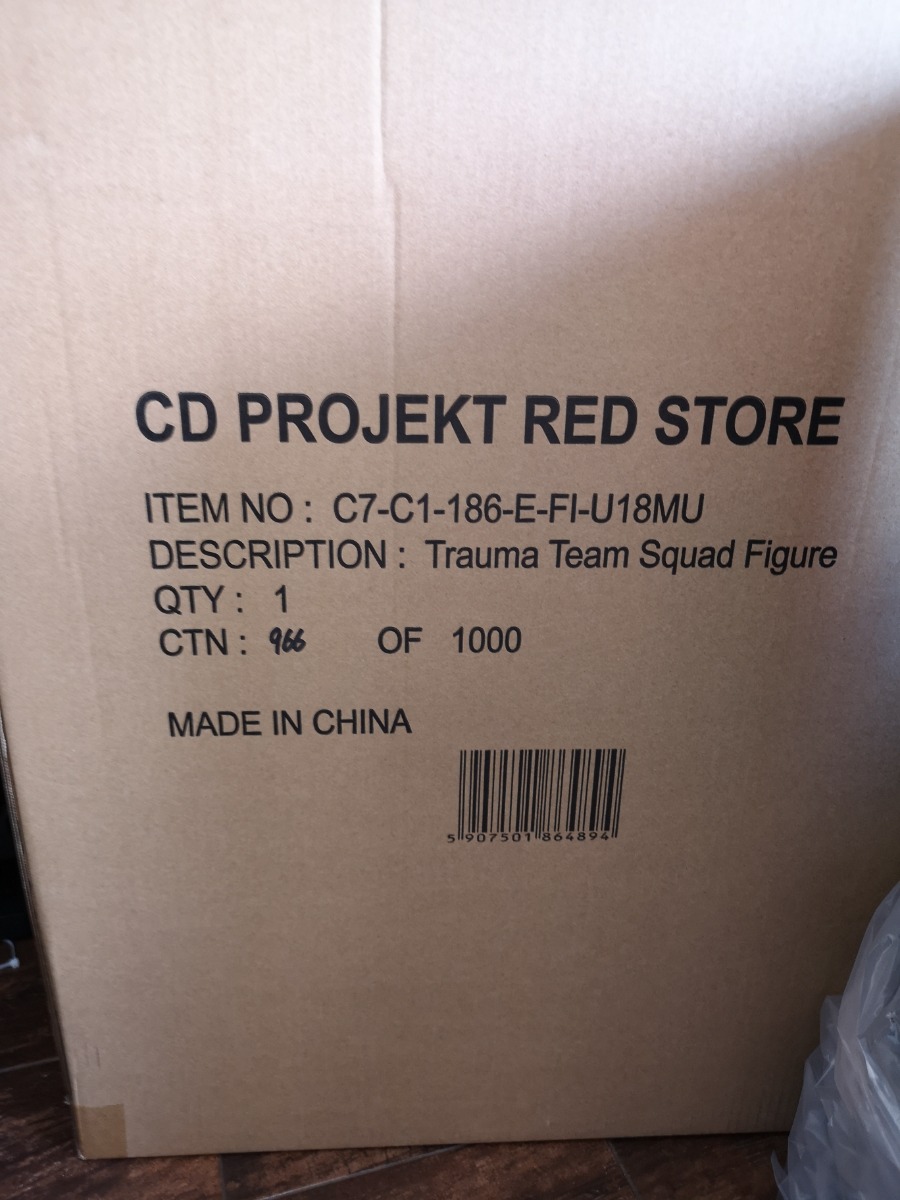 CD PROJEKT RED STORE
ITEM NO : C7-C1-186-E-FI-U18MU
DESCRIPTION : Trauma Team Squad Figure
QTY : 1
CTN : 966 OF 1000
MADE IN CHINA
5 907501 864894